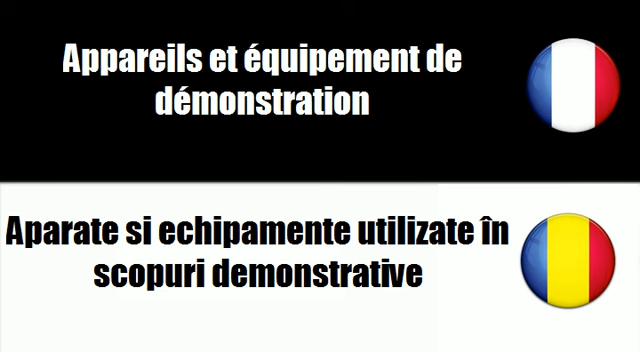 Appareils et équipement de
démonstration
Aparate si echipamente utilizate în
scopuri demonstrative